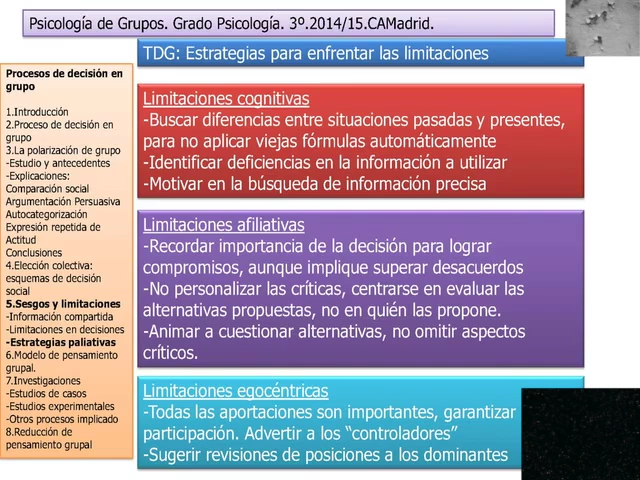 Psicología de Grupos. Grado Psicología. 3º.2014/15.CAMadrid.
TDG: Estrategias para enfrentar las limitaciones
Procesos de decisión en
grupo
1.Introducción
2.Proceso de decisión en
grupo
3.La polarización de grupo
-Estudio y antecedentes
-Explicaciones:
Comparación social
Argumentación Persuasiva
Autocategorización
Expresión repetida de
Actitud
Conclusiones
4.Elección colectiva:
esquemas de decisión
social
5.Sesgos y limitaciones
-Información compartida
-Limitaciones en decisiones
-Estrategias paliativas
6.Modelo de pensamiento
grupal.
7.Investigaciones
-Estudios de casos
-Estudios experimentales
-Otros procesos implicado
8.Reducción de
pensamiento grupal
Limitaciones cognitivas
-Buscar diferencias entre situaciones pasadas y presentes,
para no aplicar viejas fórmulas automáticamente
-Identificar deficiencias en la información a utilizar
-Motivar en la búsqueda de información precisa
Limitaciones afiliativas
-Recordar importancia de la decisión para lograr
compromisos, aunque implique superar desacuerdos
-No personalizar las críticas, centrarse en evaluar las
alternativas propuestas, no en quién las propone.
-Animar a cuestionar alternativas, no omitir aspectos
críticos.
Limitaciones egocéntricas
-Todas las aportaciones son importantes, garantizar
participación. Advertir a los “controladores”
-Sugerir revisiones de posiciones a los dominantes